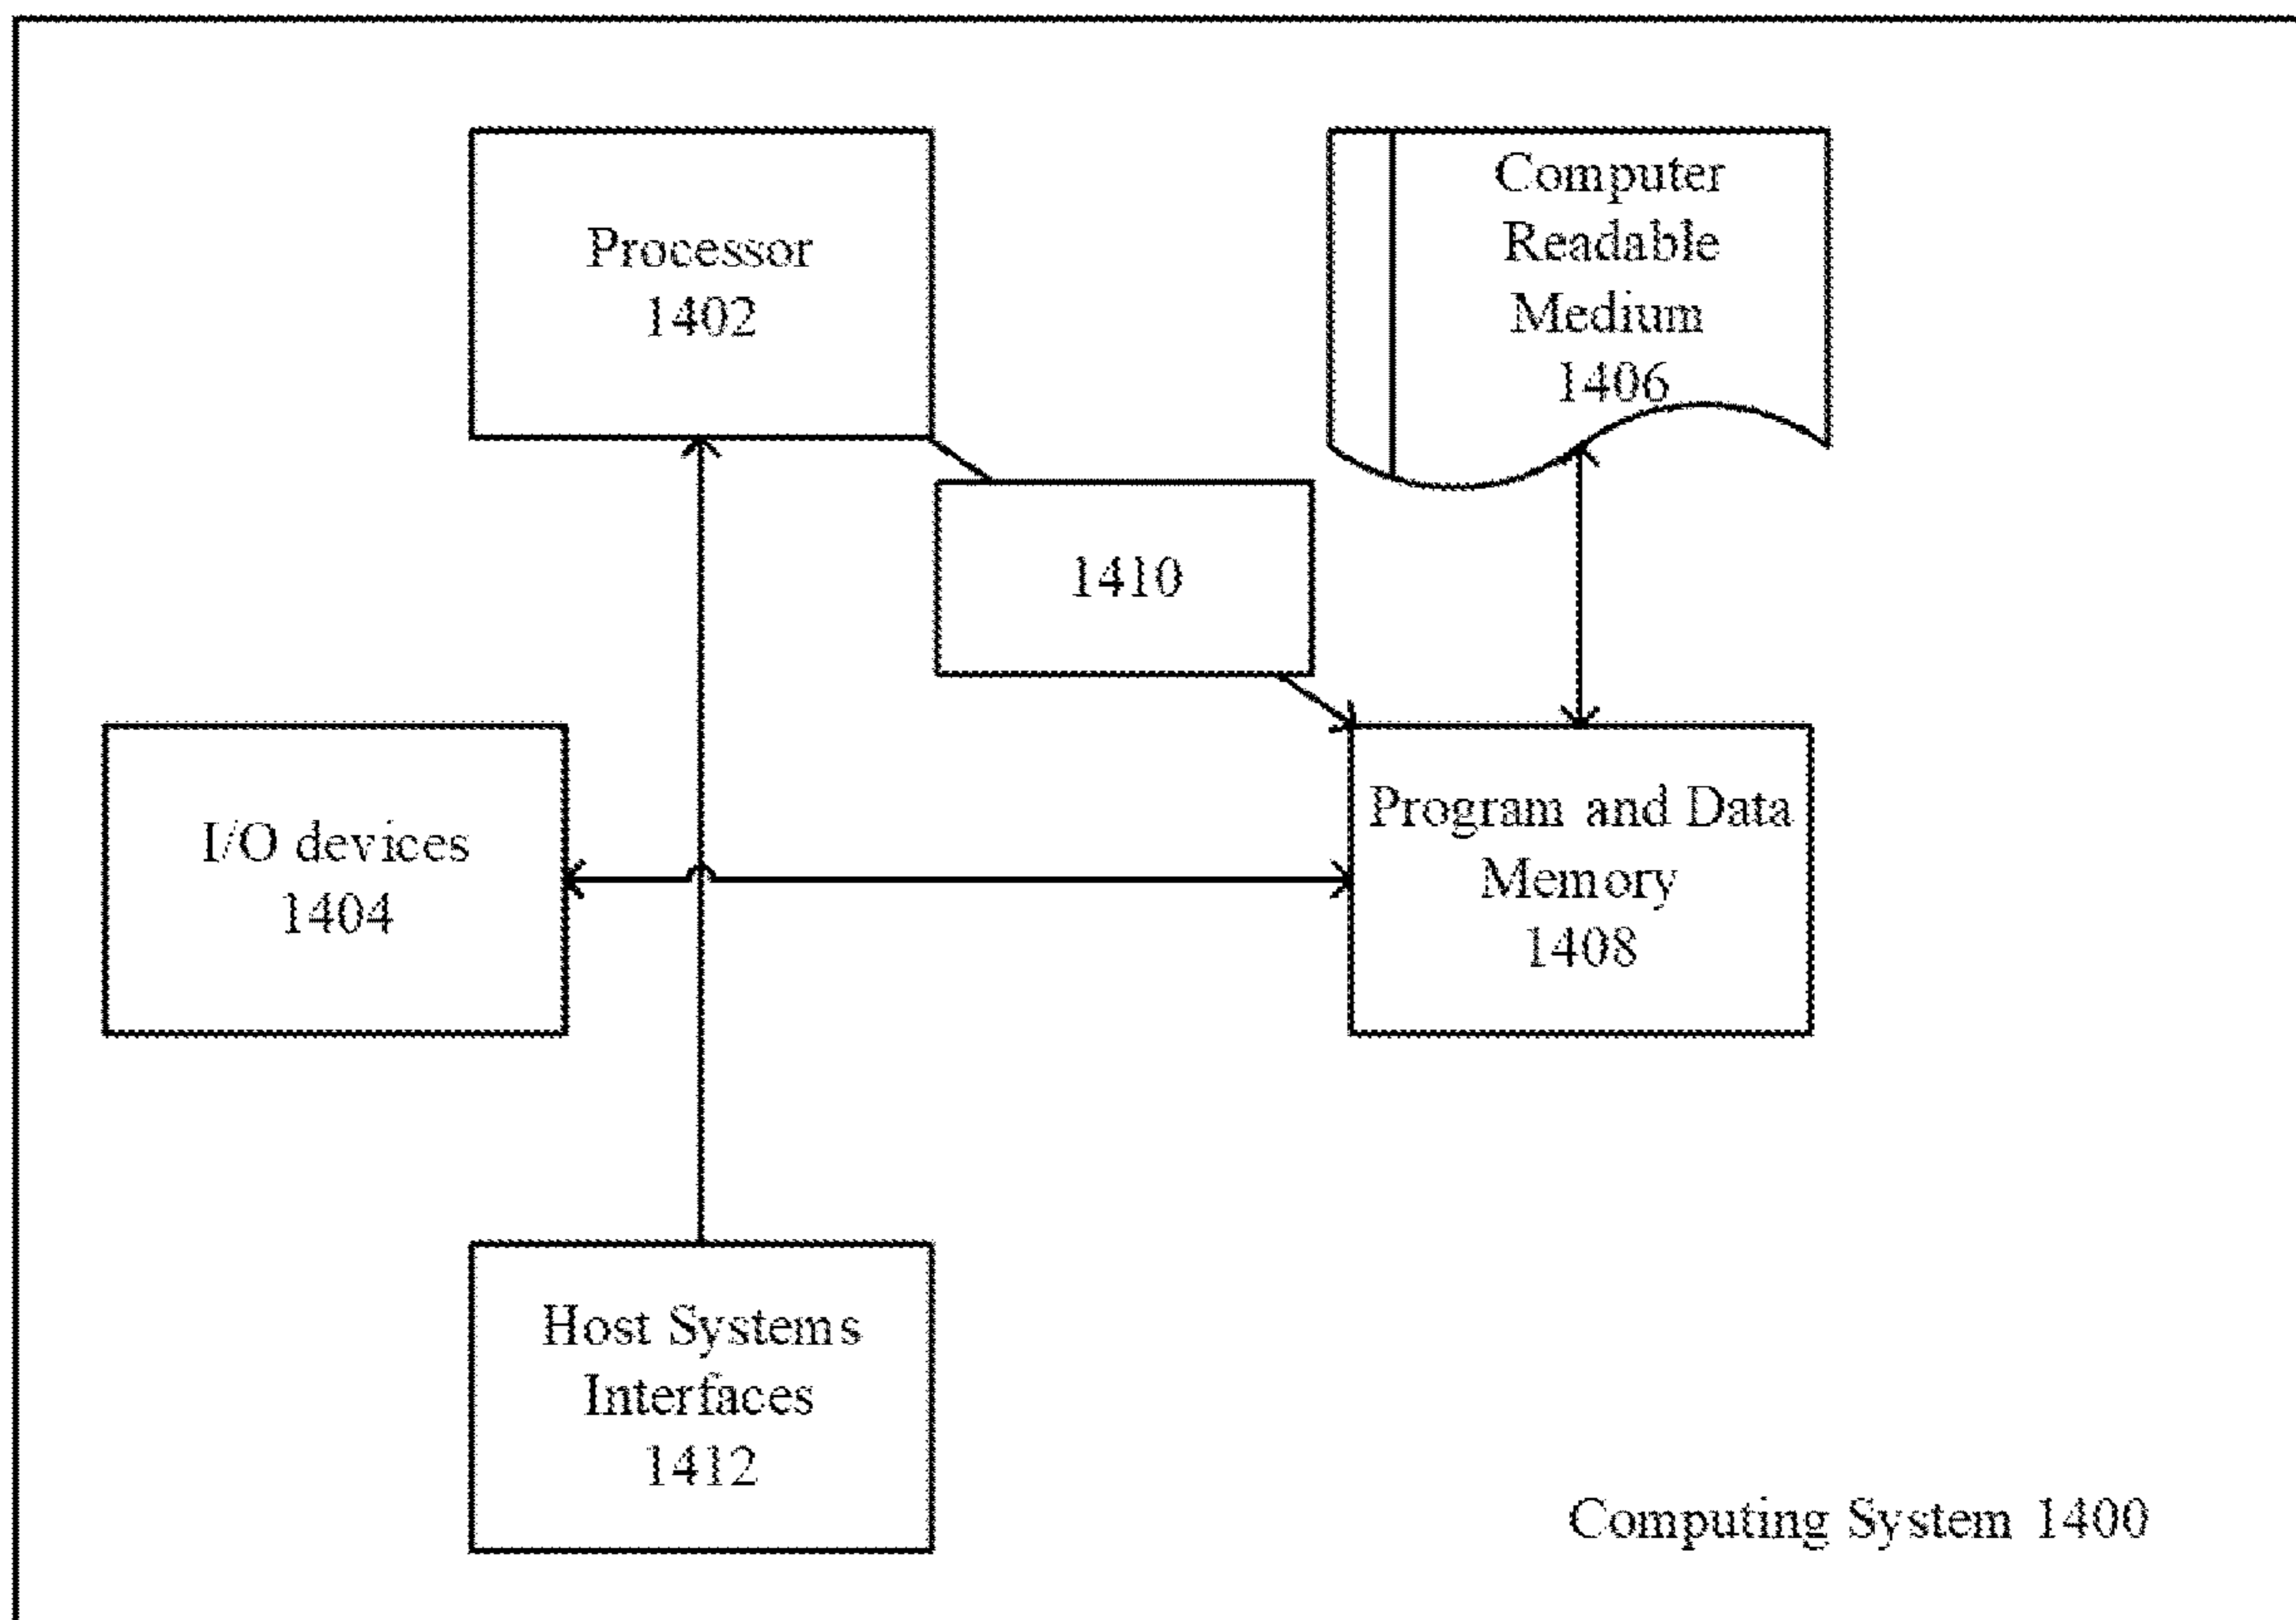 Processor
1402
Computer
Readable
Medium
1406
1410
I/O devices
1404
Program and Data
Memory
1408
Host Systems
Interfaces
1412
Computing System 1400